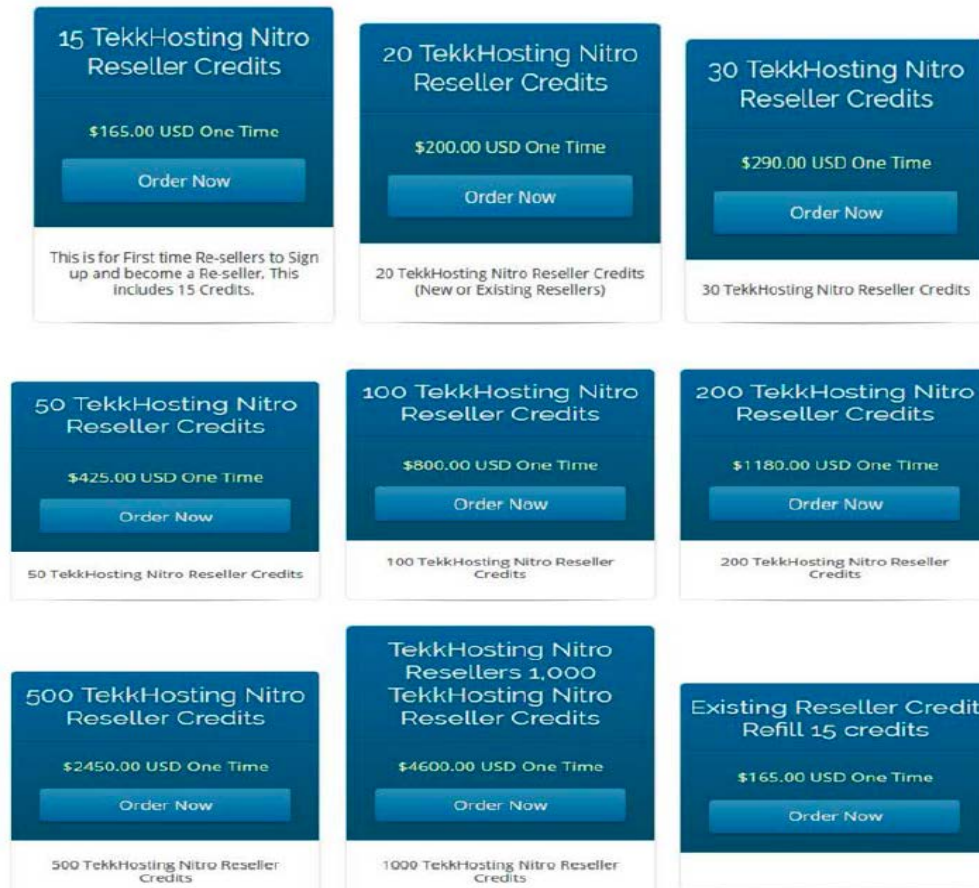 15 TekkHosting Nitro
Reseller Credits
$165.00 USD One Time
Order Now
This is for First time Re-sellers to Sign
up and become a Re-seller. This
includes 15 Credits.
20 TekkHosting Nitro
Reseller Credits
$200.00 USD One Time
Order Now
20 TekkHosting Nitro Reseller Credits
(New or Existing Resellers)
30 TekkHosting Nitro
Reseller Credits
$290.00 USD One Time
Order Now
30 TekkHosting Nitro Reseller Credits
50 TekkHosting Nitro
Reseller Credits
$425.00 USD One Time
Order Now
50 TekkHosting Nitro Reseller Credits
100 TekkHosting Nitro
Reseller Credits
$800.00 USD One Time
Order Now
100 TekkHosting Nitro Reseller
Credits
200 TekkHosting Nitro
Reseller Credits
$1180.00 USD One Time
Order Now
200 TekkHosting Nitro Reseller
Credits
500 TekkHosting Nitro
Reseller Credits
$2450.00 USD One Time
Order Now
500 TekkHosting Nitro Reseller
Credits
TekkHosting Nitro
Resellers 1,000
TekkHosting Nitro
Reseller Credits
$4600.00 USD One Time
Order Now
1000 TekkHosting Nitro Reseller
Credits
Existing Reseller Credit
Refill 15 credits
$165.00 USD One Time
Order Now